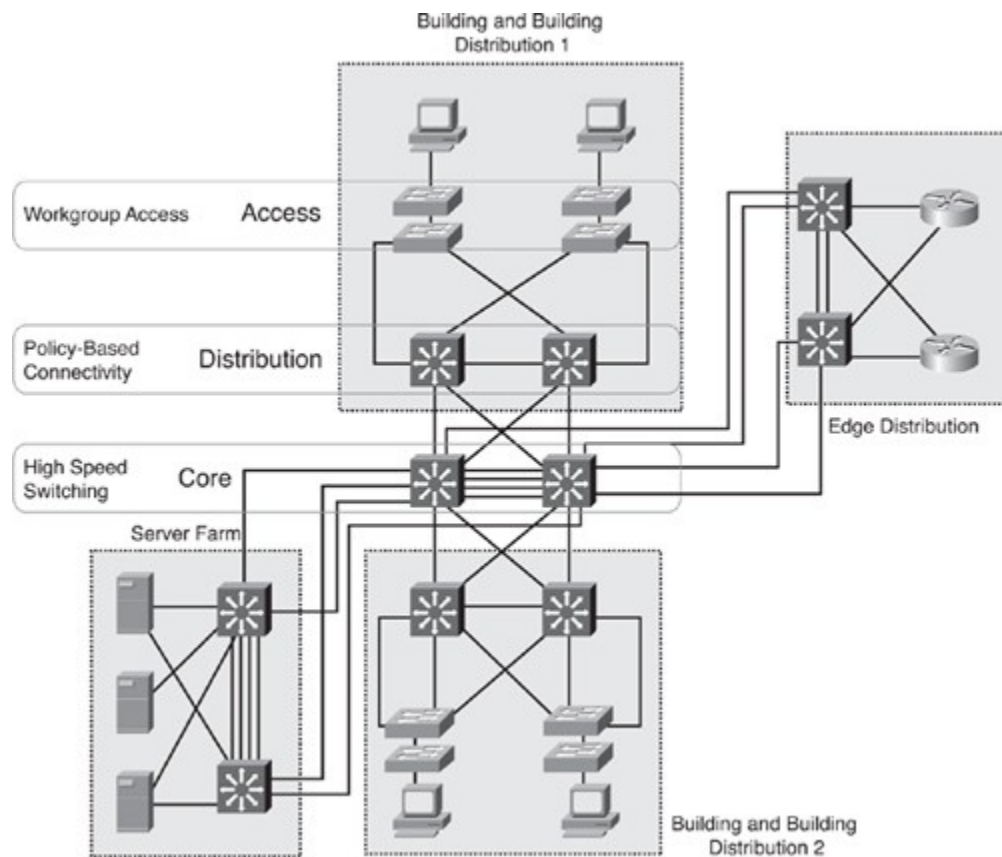 Building and Building
Distribution 1
Workgroup Access
Access
Policy-Based
Connectivity
Distribution
Edge Distribution
High Speed
Switching
Core
Server Farm
Building and Building
Distribution 2